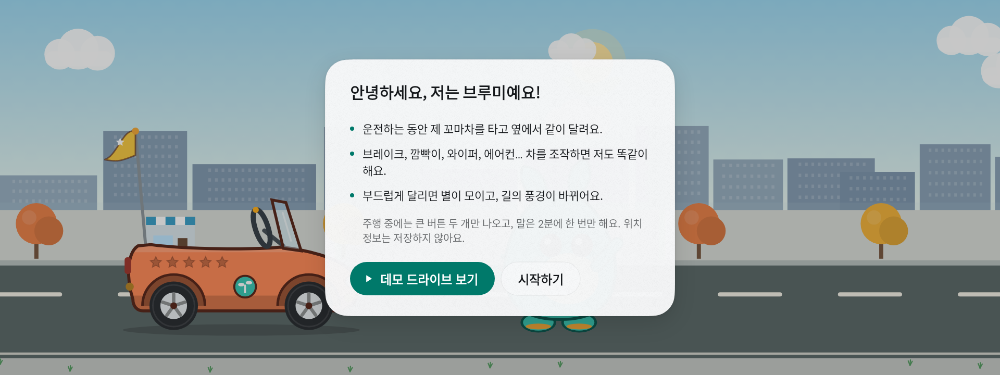 안녕하세요, 저는 브루미예요!
운전하는 동안 제 꼬마차를 타고 옆에서 같이 달려요.
브레이크, 깜빡이, 와이퍼, 에어컨... 차를 조작하면 저도 똑같이
해요.
부드럽게 달리면 별이 모이고, 길의 풍경이 바뀌어요.
주행 중에는 큰 버튼 두 개만 나오고, 말은 2분에 한 번만 해요. 위치
정보는 저장하지 않아요.
데모 드라이브 보기
시작하기